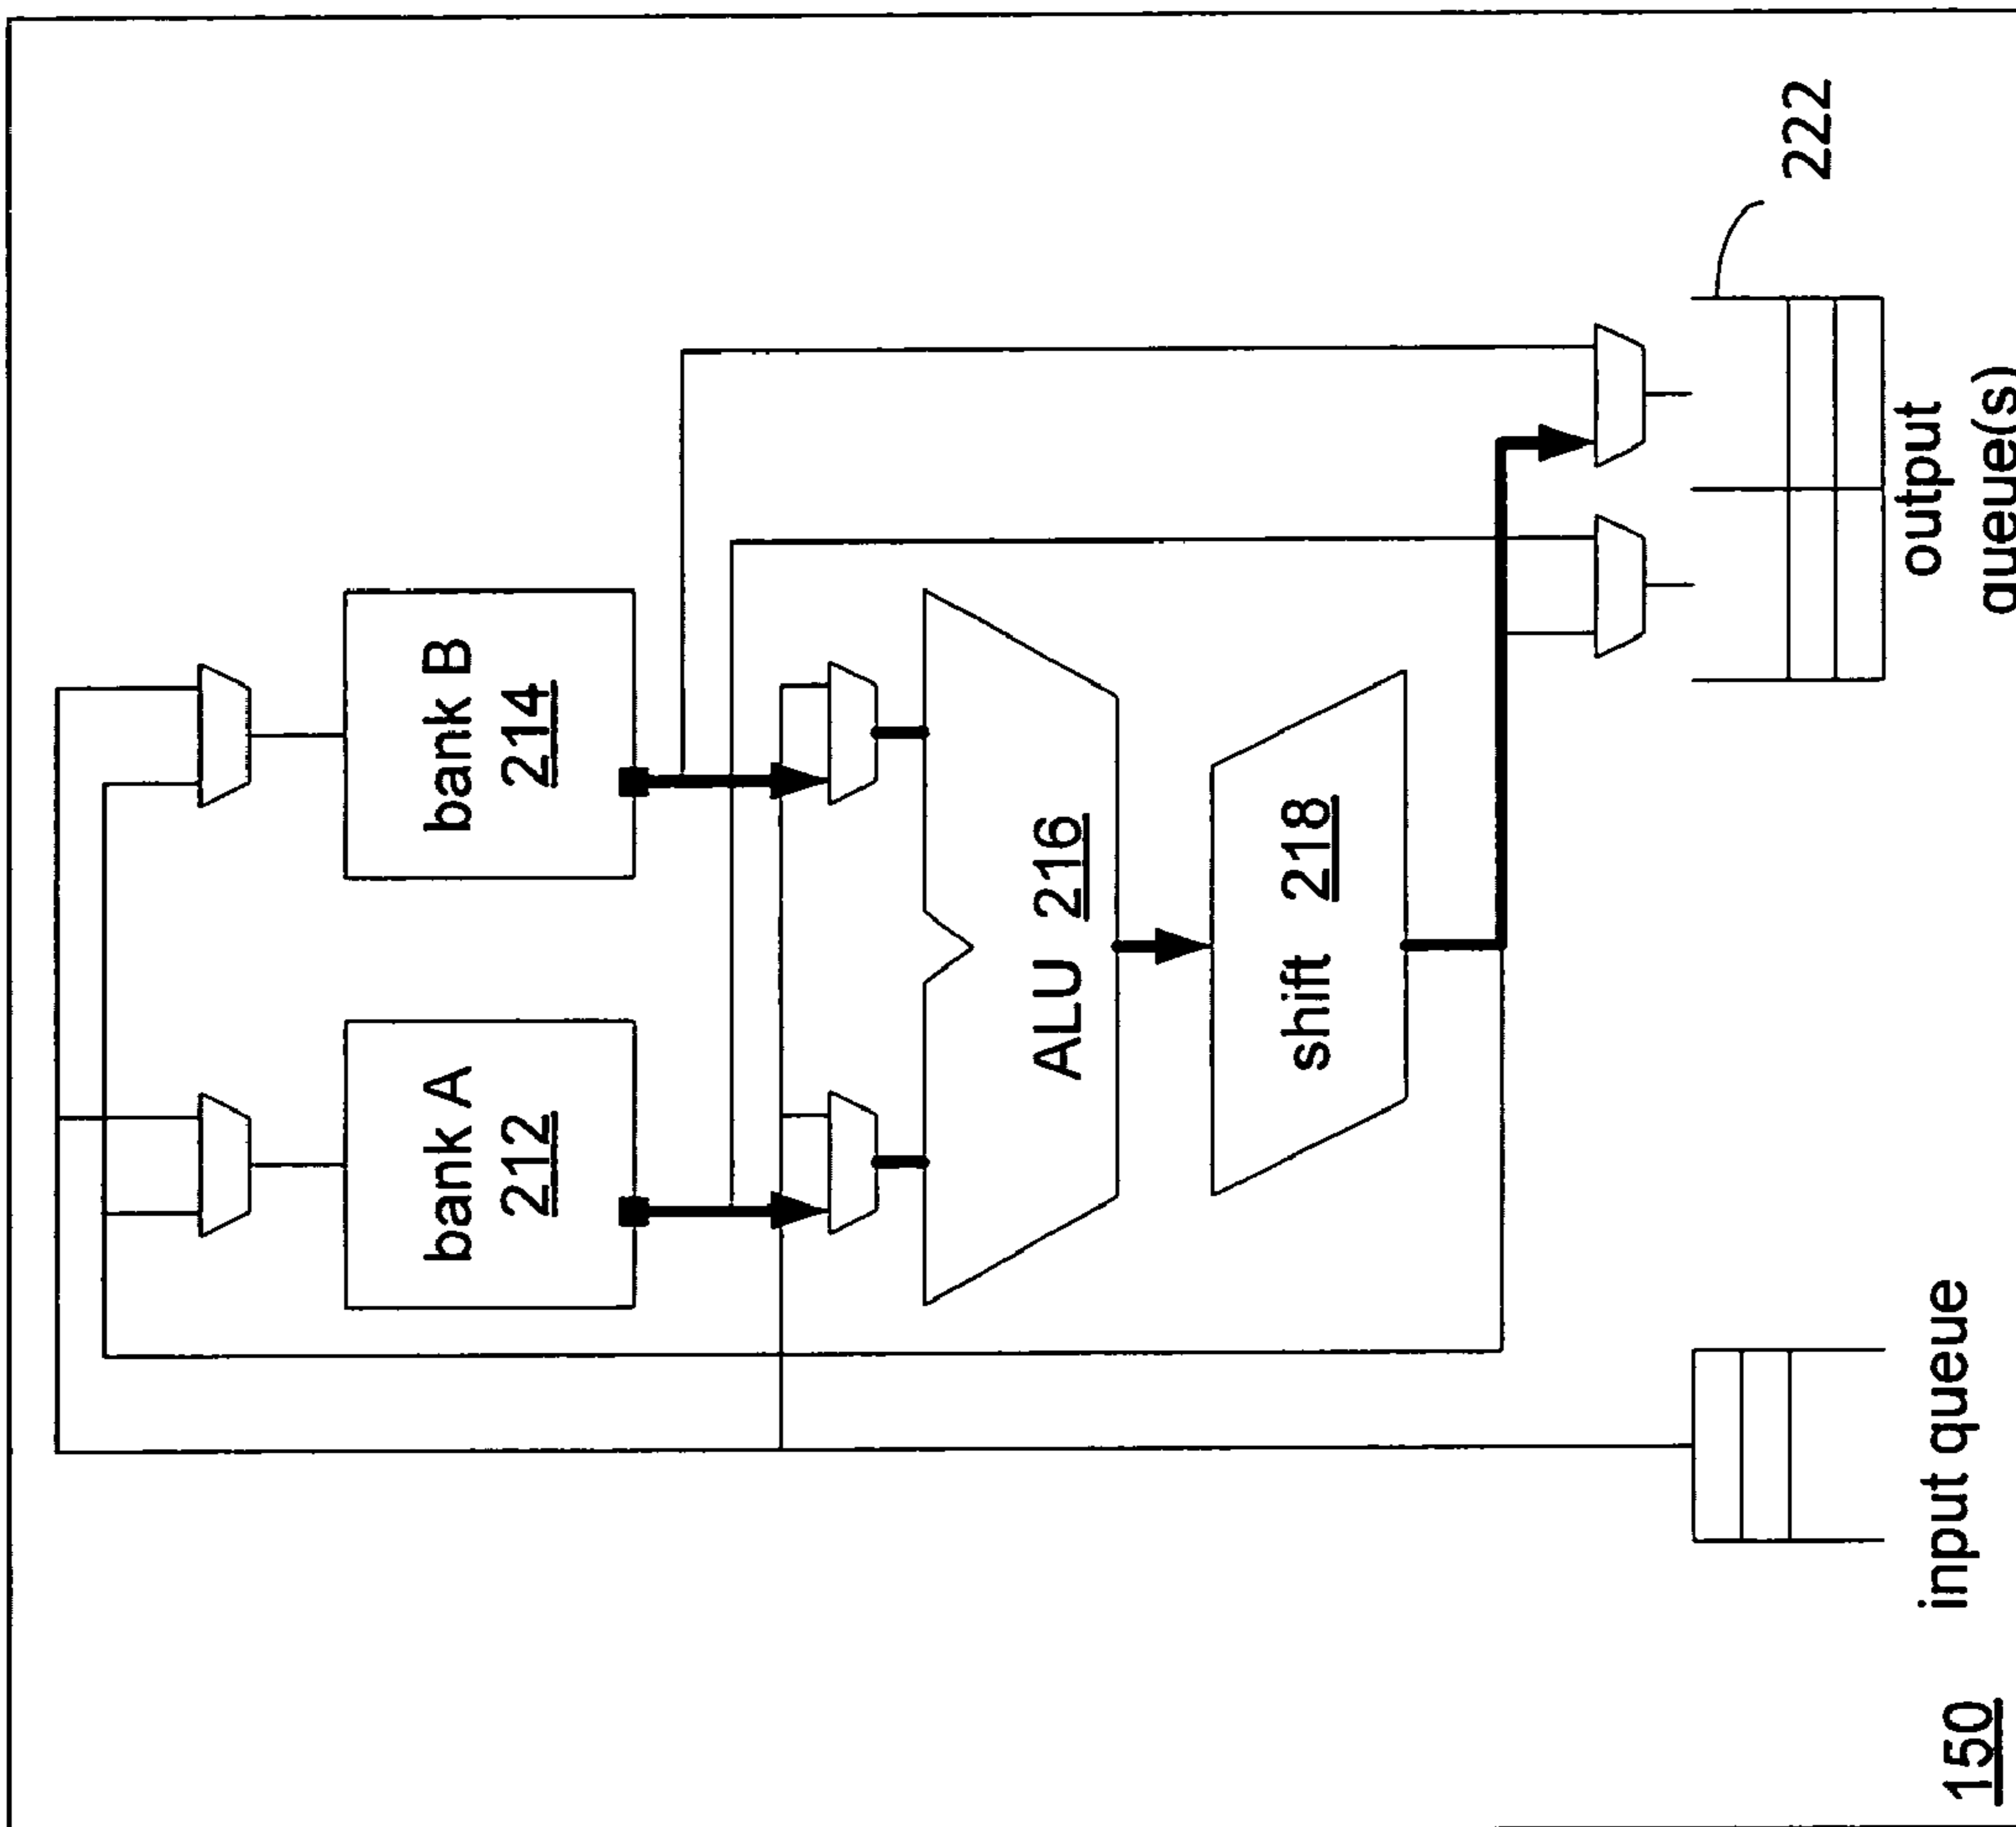 bank A
212
bank B
214
ALU 216
shift 218
222
150
input queue
output
queue(s)